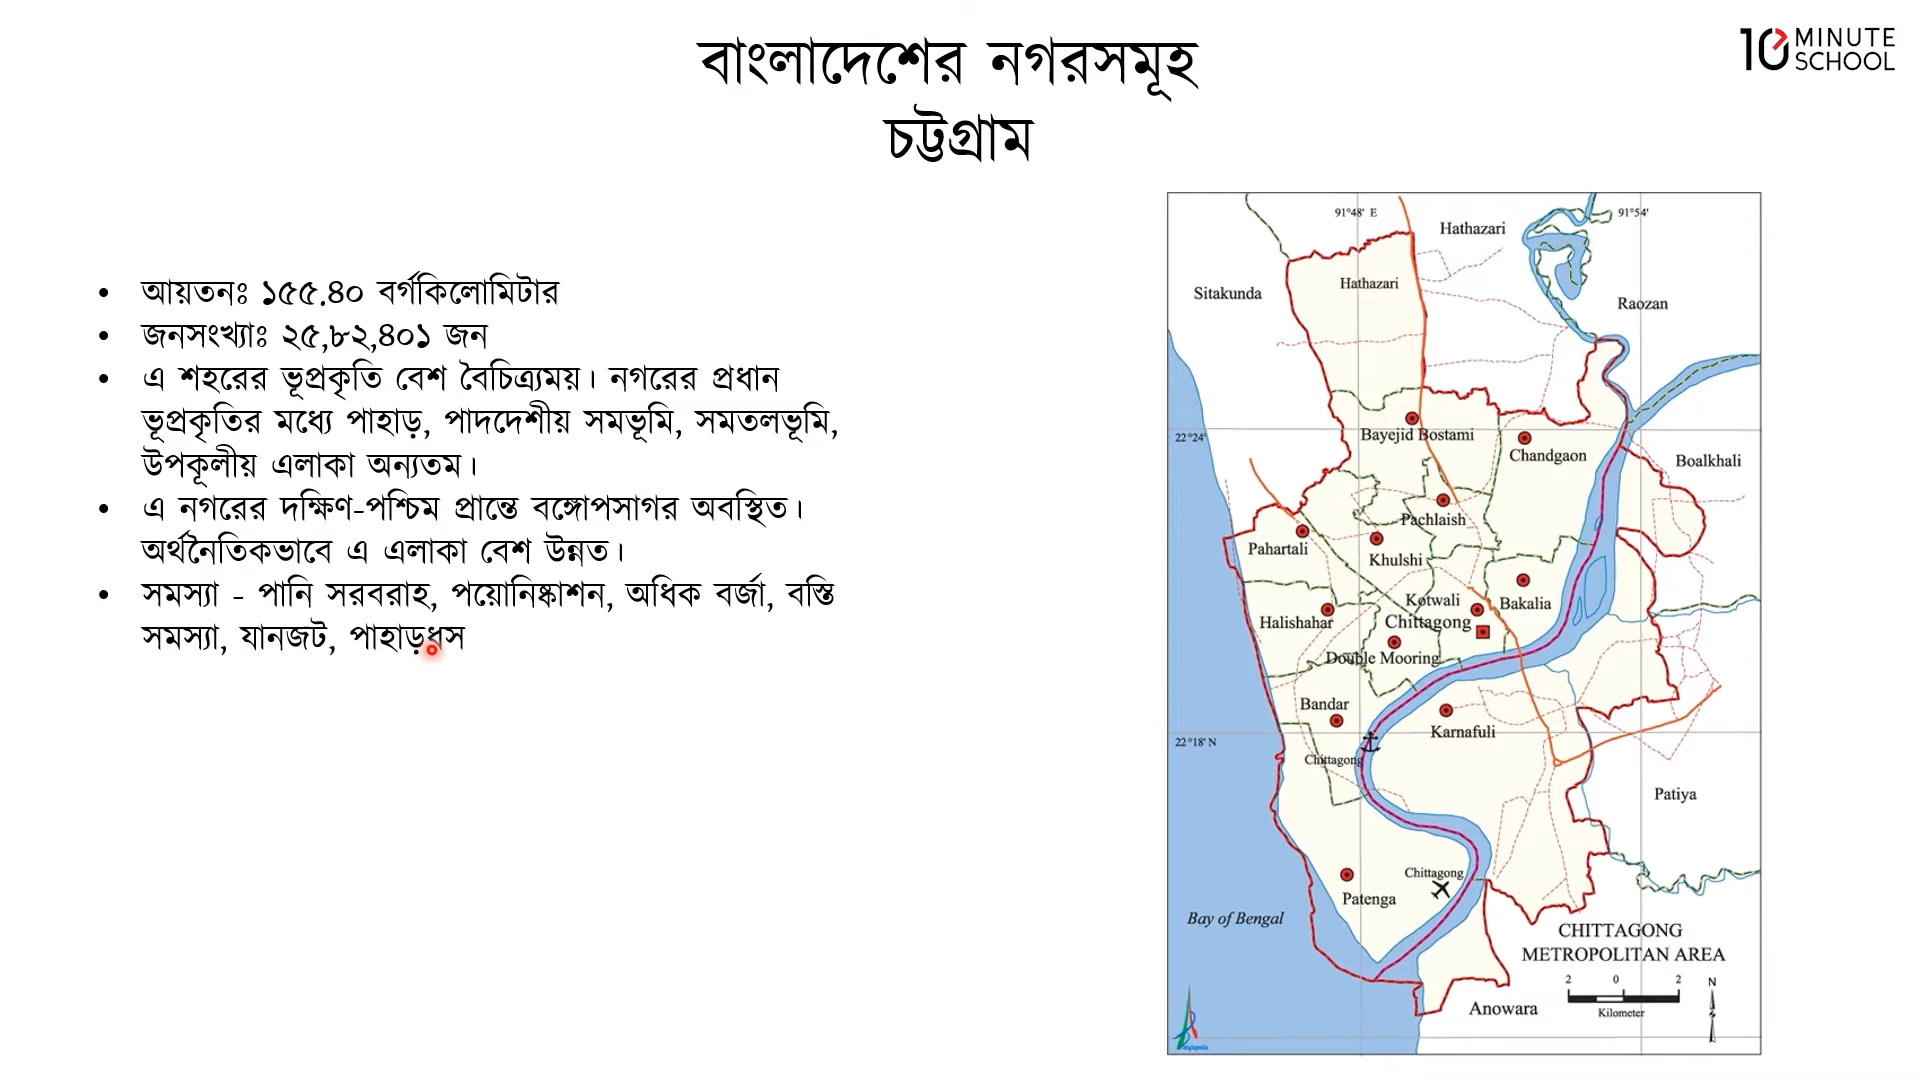 বাংলাদেশের নগরসমূহ
চট্টগ্রাম
10 MINUTE SCHOOL
• আয়তনঃ ১৫৫.৪০ বর্গকিলোমিটার
• জনসংখ্যাঃ ২৫,৮২,৪০১ জন
• এ শহরের ভূপ্রকৃতি বেশ বৈচিত্র্যময়। নগরের প্রধান
ভূপ্রকৃতির মধ্যে পাহাড়, পাদদেশীয় সমভূমি, সমতলভূমি,
উপকূলীয় এলাকা অন্যতম।
• এ নগরের দক্ষিণ-পশ্চিম প্রান্তে বঙ্গোপসাগর অবস্থিত।
অর্থনৈতিকভাবে এ এলাকা বেশ উন্নত।
• সমস্যা - পানি সরবরাহ, পয়োনিষ্কাশন, অধিক বর্জা, বস্তি
সমস্যা, যানজট, পাহাড়ধস
91°48' E
91°54'
Hathazari
Hathazari
Sitakunda
Raozan
22°24'
Bayejid Bostami
Chandgaon
Boalkhali
Pachlaish
Pahartali
Khulshi
Kotwali
Bakalia
Halishahar
Chittagong
Double Mooring
Bandar
Karnafuli
22°18' N
Chittagong
Patiya
Chittagong
Patenga
Bay of Bengal
CHITTAGONG
METROPOLITAN AREA
2 0 2
Kilometer
N
Anowara
Banglapedia